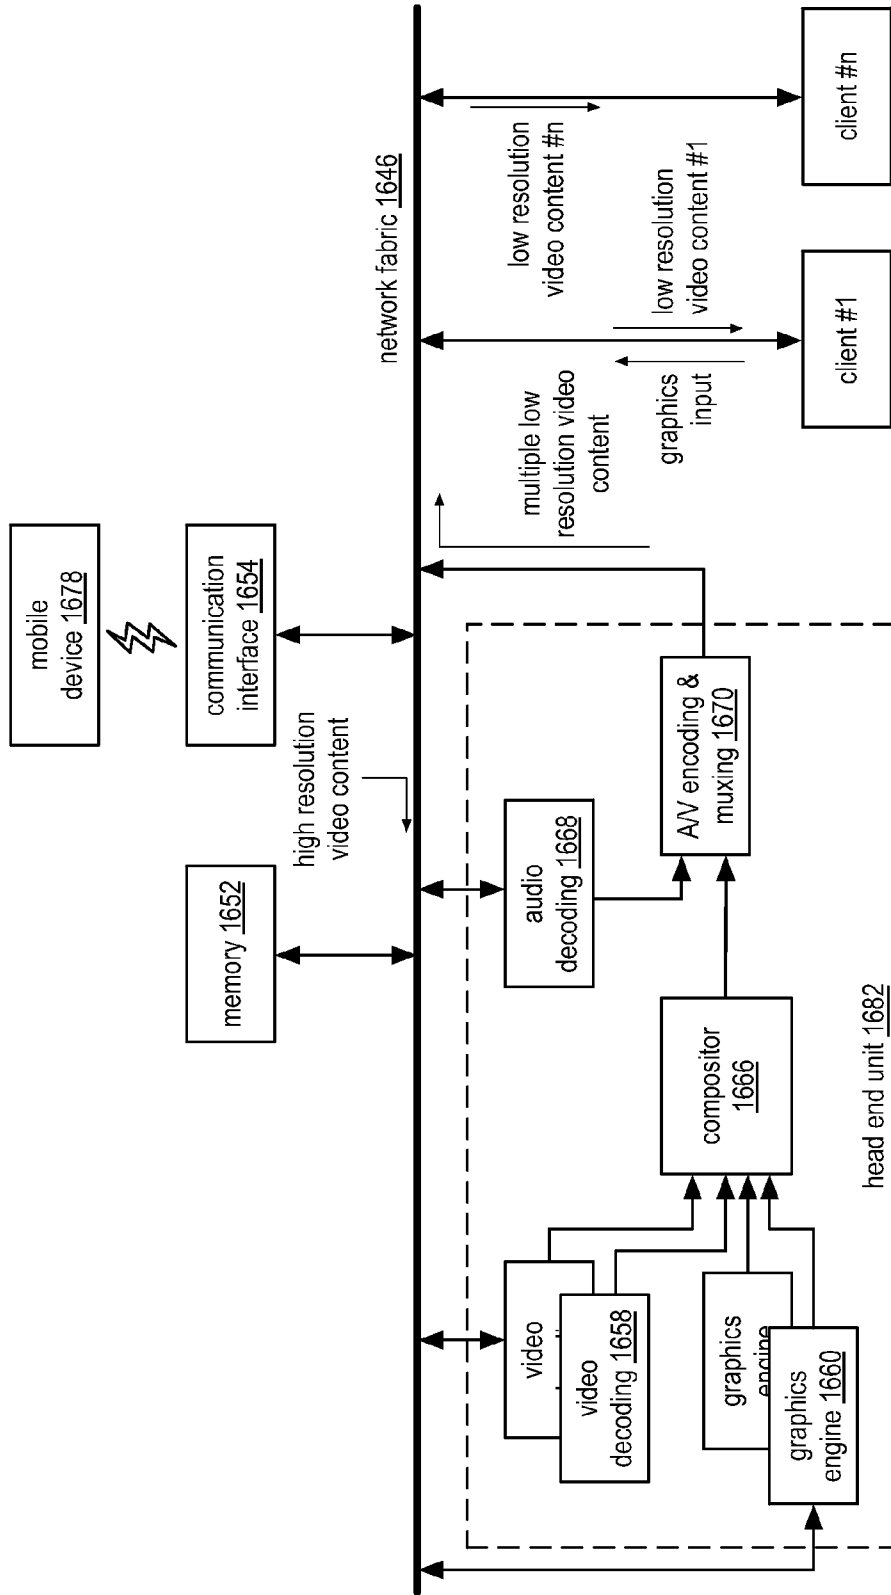 mobile
device 1678
memory 1652
communication
interface 1654
high resolution
video content
network fabric 1646
video
video
decoding 1658
graphics
engine
graphics
engine 1660
compositor
1666
audio
decoding 1668
A/V encoding &
muxing 1670
head end unit 1682
multiple low
resolution video
content
graphics
input
low resolution
video content #1
low resolution
video content #n
client #1
client #n